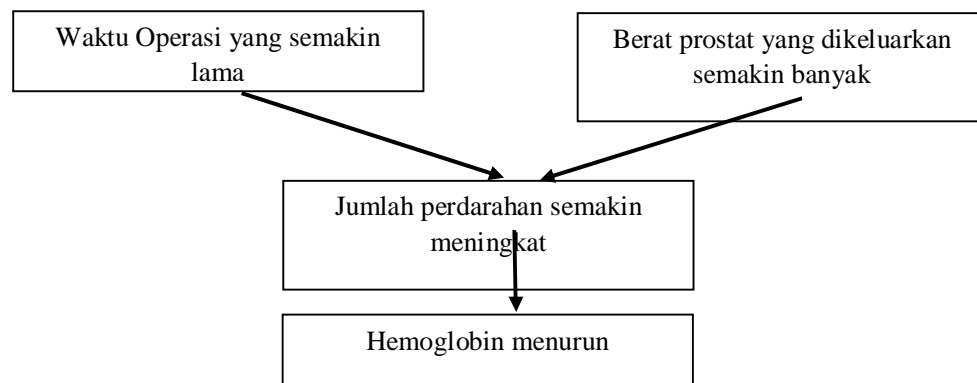 Waktu Operasi yang semakin
lama
Berat prostat yang dikeluarkan
semakin banyak
Jumlah perdarahan semakin
meningkat
Hemoglobin menurun